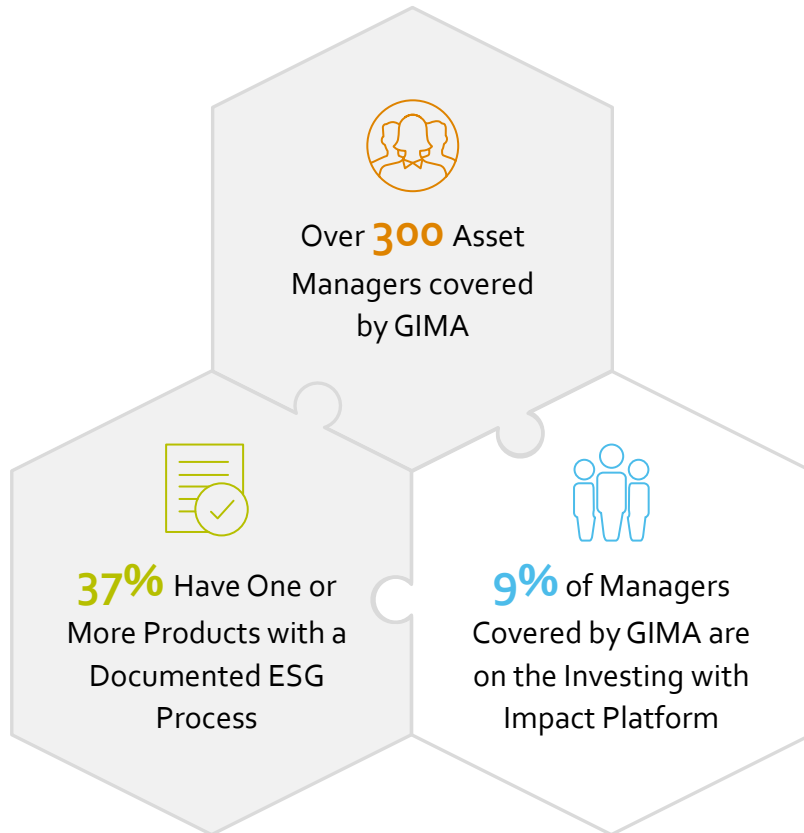 Over 300 Asset
Managers covered
by GIMA
37% Have One or
More Products with a
Documented ESG
Process
9% of Managers
Covered by GIMA are
on the Investing with
Impact Platform